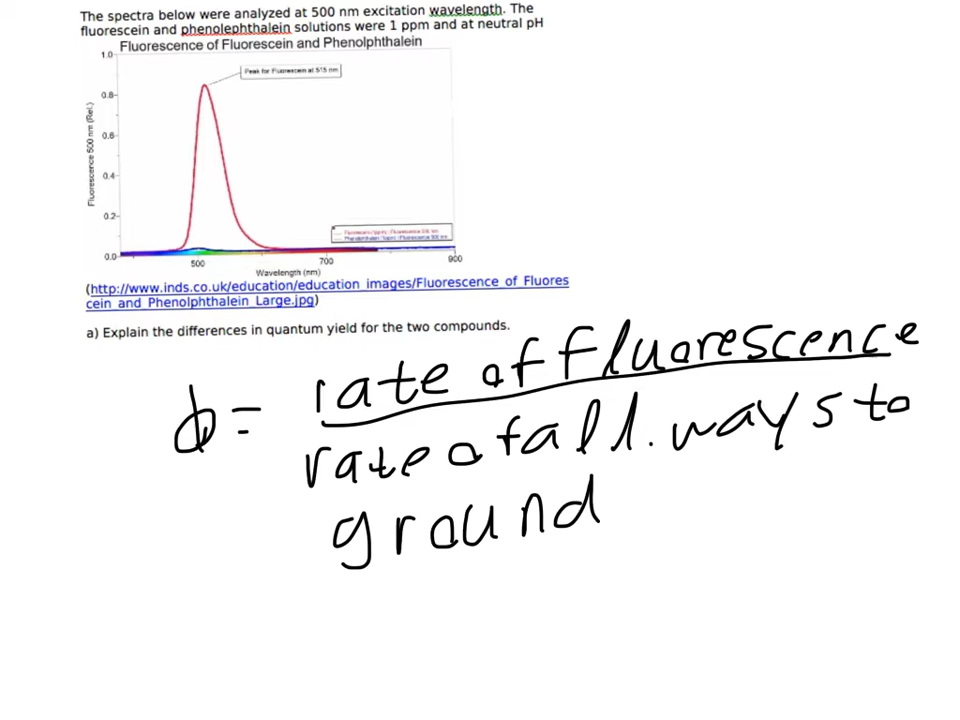 The spectra below were analyzed at 500 nm excitation wavelength. The
fluorescein and phenolephthalein solutions were 1 ppm and at neutral pH
Fluorescence of Fluorescein and Phenolphthalein
1.0
Peak for Fluorescein at 515 nm
0.8
0.6
0.4
0.2
0.0
Fluorescence 500 nm (Rel.)
500
700
900
Wavelength (nm)
(http://www.inds.co.uk/education/education_images/Fluorescence_of_Fluores
cein_and_Phenolphthalein_Large.jpg)
a) Explain the differences in quantum yield for the two compounds.
ф= rate of fluorescence
rate of all. ways to
ground